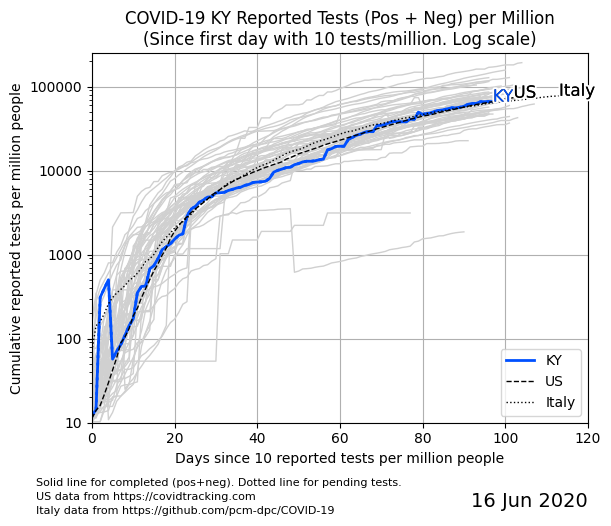 COVID-19 KY Reported Tests (Pos + Neg) per Million
(Since first day with 10 tests/million. Log scale)
Cumulative reported tests per million people
100000
10000
1000
100
10
KY
US
Italy
KY
US
Italy
0
20
40
60
80
100
120
Days since 10 reported tests per million people
Solid line for completed (pos+neg). Dotted line for pending tests.
US data from https://covidtracking.com
Italy data from https://github.com/pcm-dpc/COVID-19
16 Jun 2020